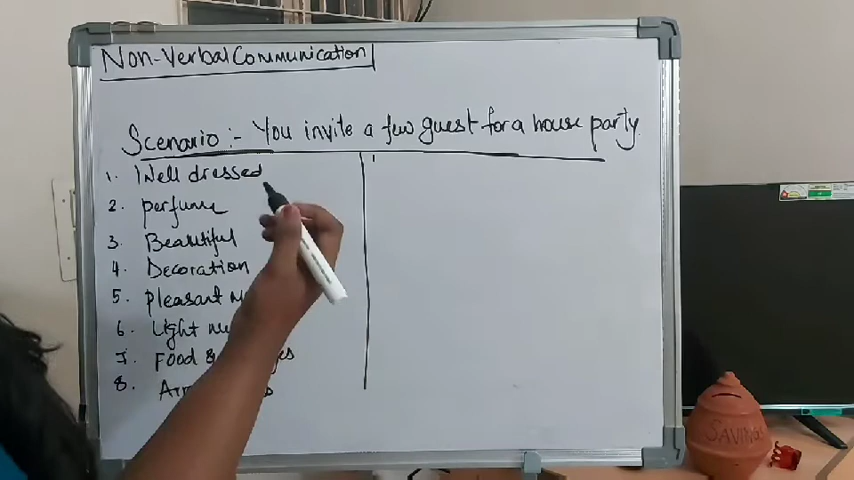 Non-Verbal Communication
Scenario :- You invite a few guest for a house party
1. Well dressed
2. perfume
3. Beautiful
4. Decoration
5. pleasant
6. Light
7. Food &
8.
SAVINGS